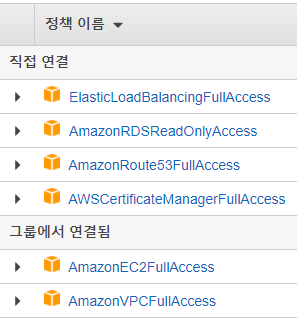 정책 이름
직접 연결
ElasticLoadBalancingFullAccess
AmazonRDSReadOnlyAccess
AmazonRoute53FullAccess
AWSCertificateManagerFullAccess
그룹에서 연결됨
AmazonEC2FullAccess
AmazonVPCFullAccess